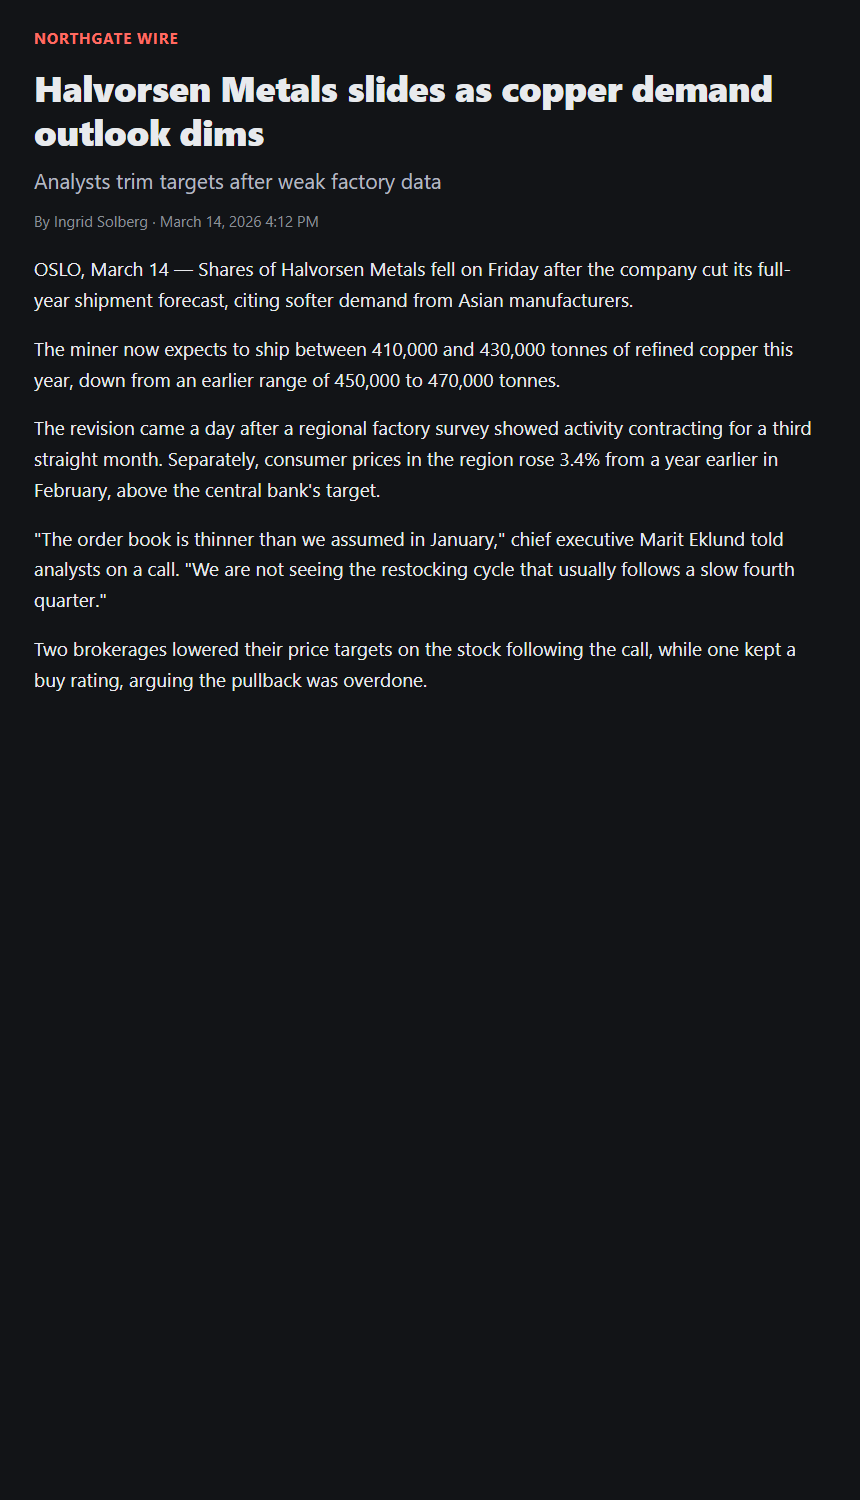 NORTHGATE WIRE
Halvorsen Metals slides as copper demand
outlook dims
Analysts trim targets after weak factory data
By Ingrid Solberg · March 14, 2026 4:12 PM
OSLO, March 14 — Shares of Halvorsen Metals fell on Friday after the company cut its full-
year shipment forecast, citing softer demand from Asian manufacturers.
The miner now expects to ship between 410,000 and 430,000 tonnes of refined copper this
year, down from an earlier range of 450,000 to 470,000 tonnes.
The revision came a day after a regional factory survey showed activity contracting for a third
straight month. Separately, consumer prices in the region rose 3.4% from a year earlier in
February, above the central bank's target.
"The order book is thinner than we assumed in January," chief executive Marit Eklund told
analysts on a call. "We are not seeing the restocking cycle that usually follows a slow fourth
quarter."
Two brokerages lowered their price targets on the stock following the call, while one kept a
buy rating, arguing the pullback was overdone.